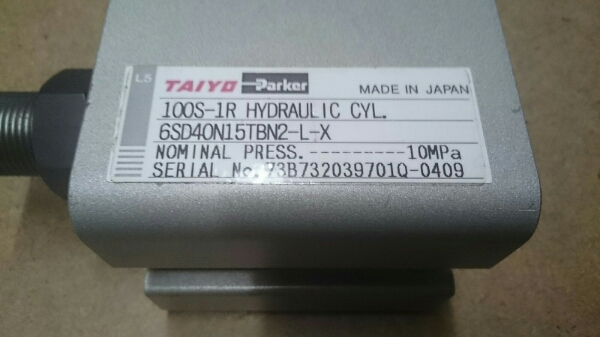 LS
TAIYO Parker
MADE IN JAPAN
100S-1R HYDRAULIC CYL.
6SD40N15TBN2-L-X
NOMINAL PRESS.---------10MPa
SERIAL No.73B732039701Q-0409